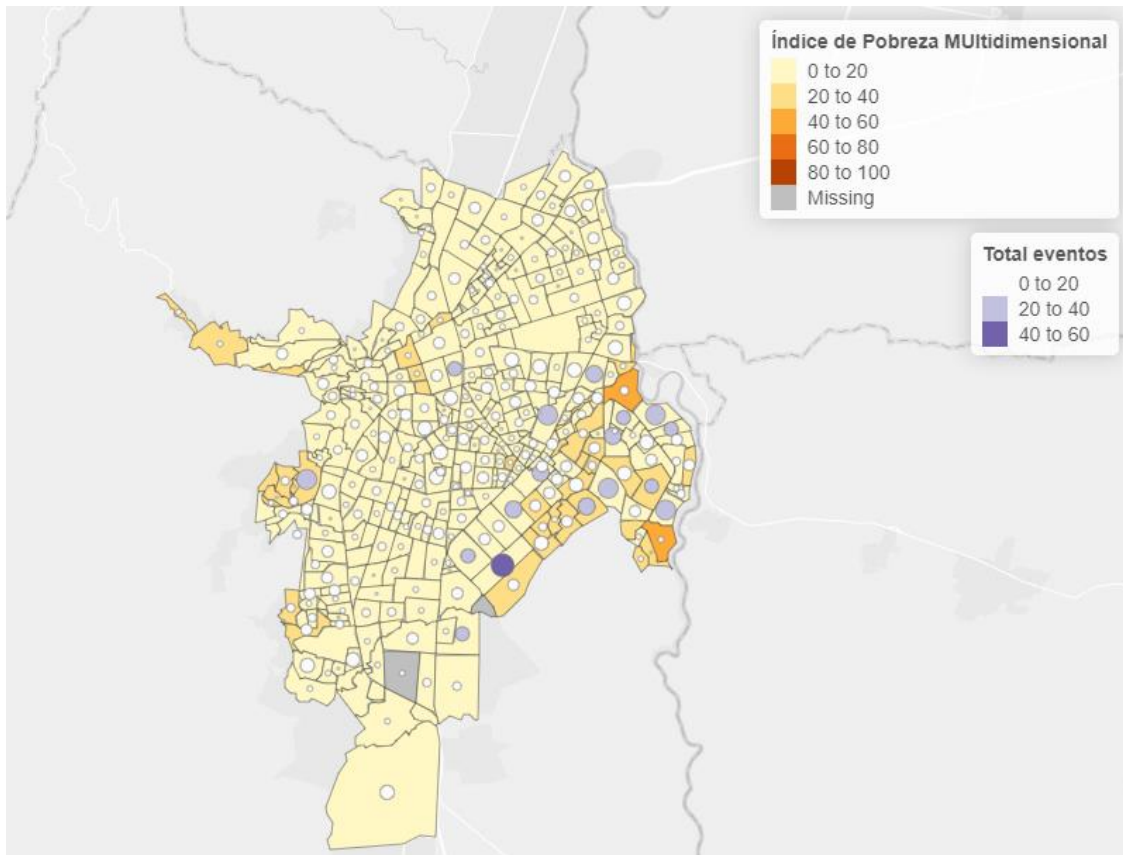 Índice de Pobreza MUltidimensional
0 to 20
20 to 40
40 to 60
60 to 80
80 to 100
Missing
Total eventos
0 to 20
20 to 40
40 to 60